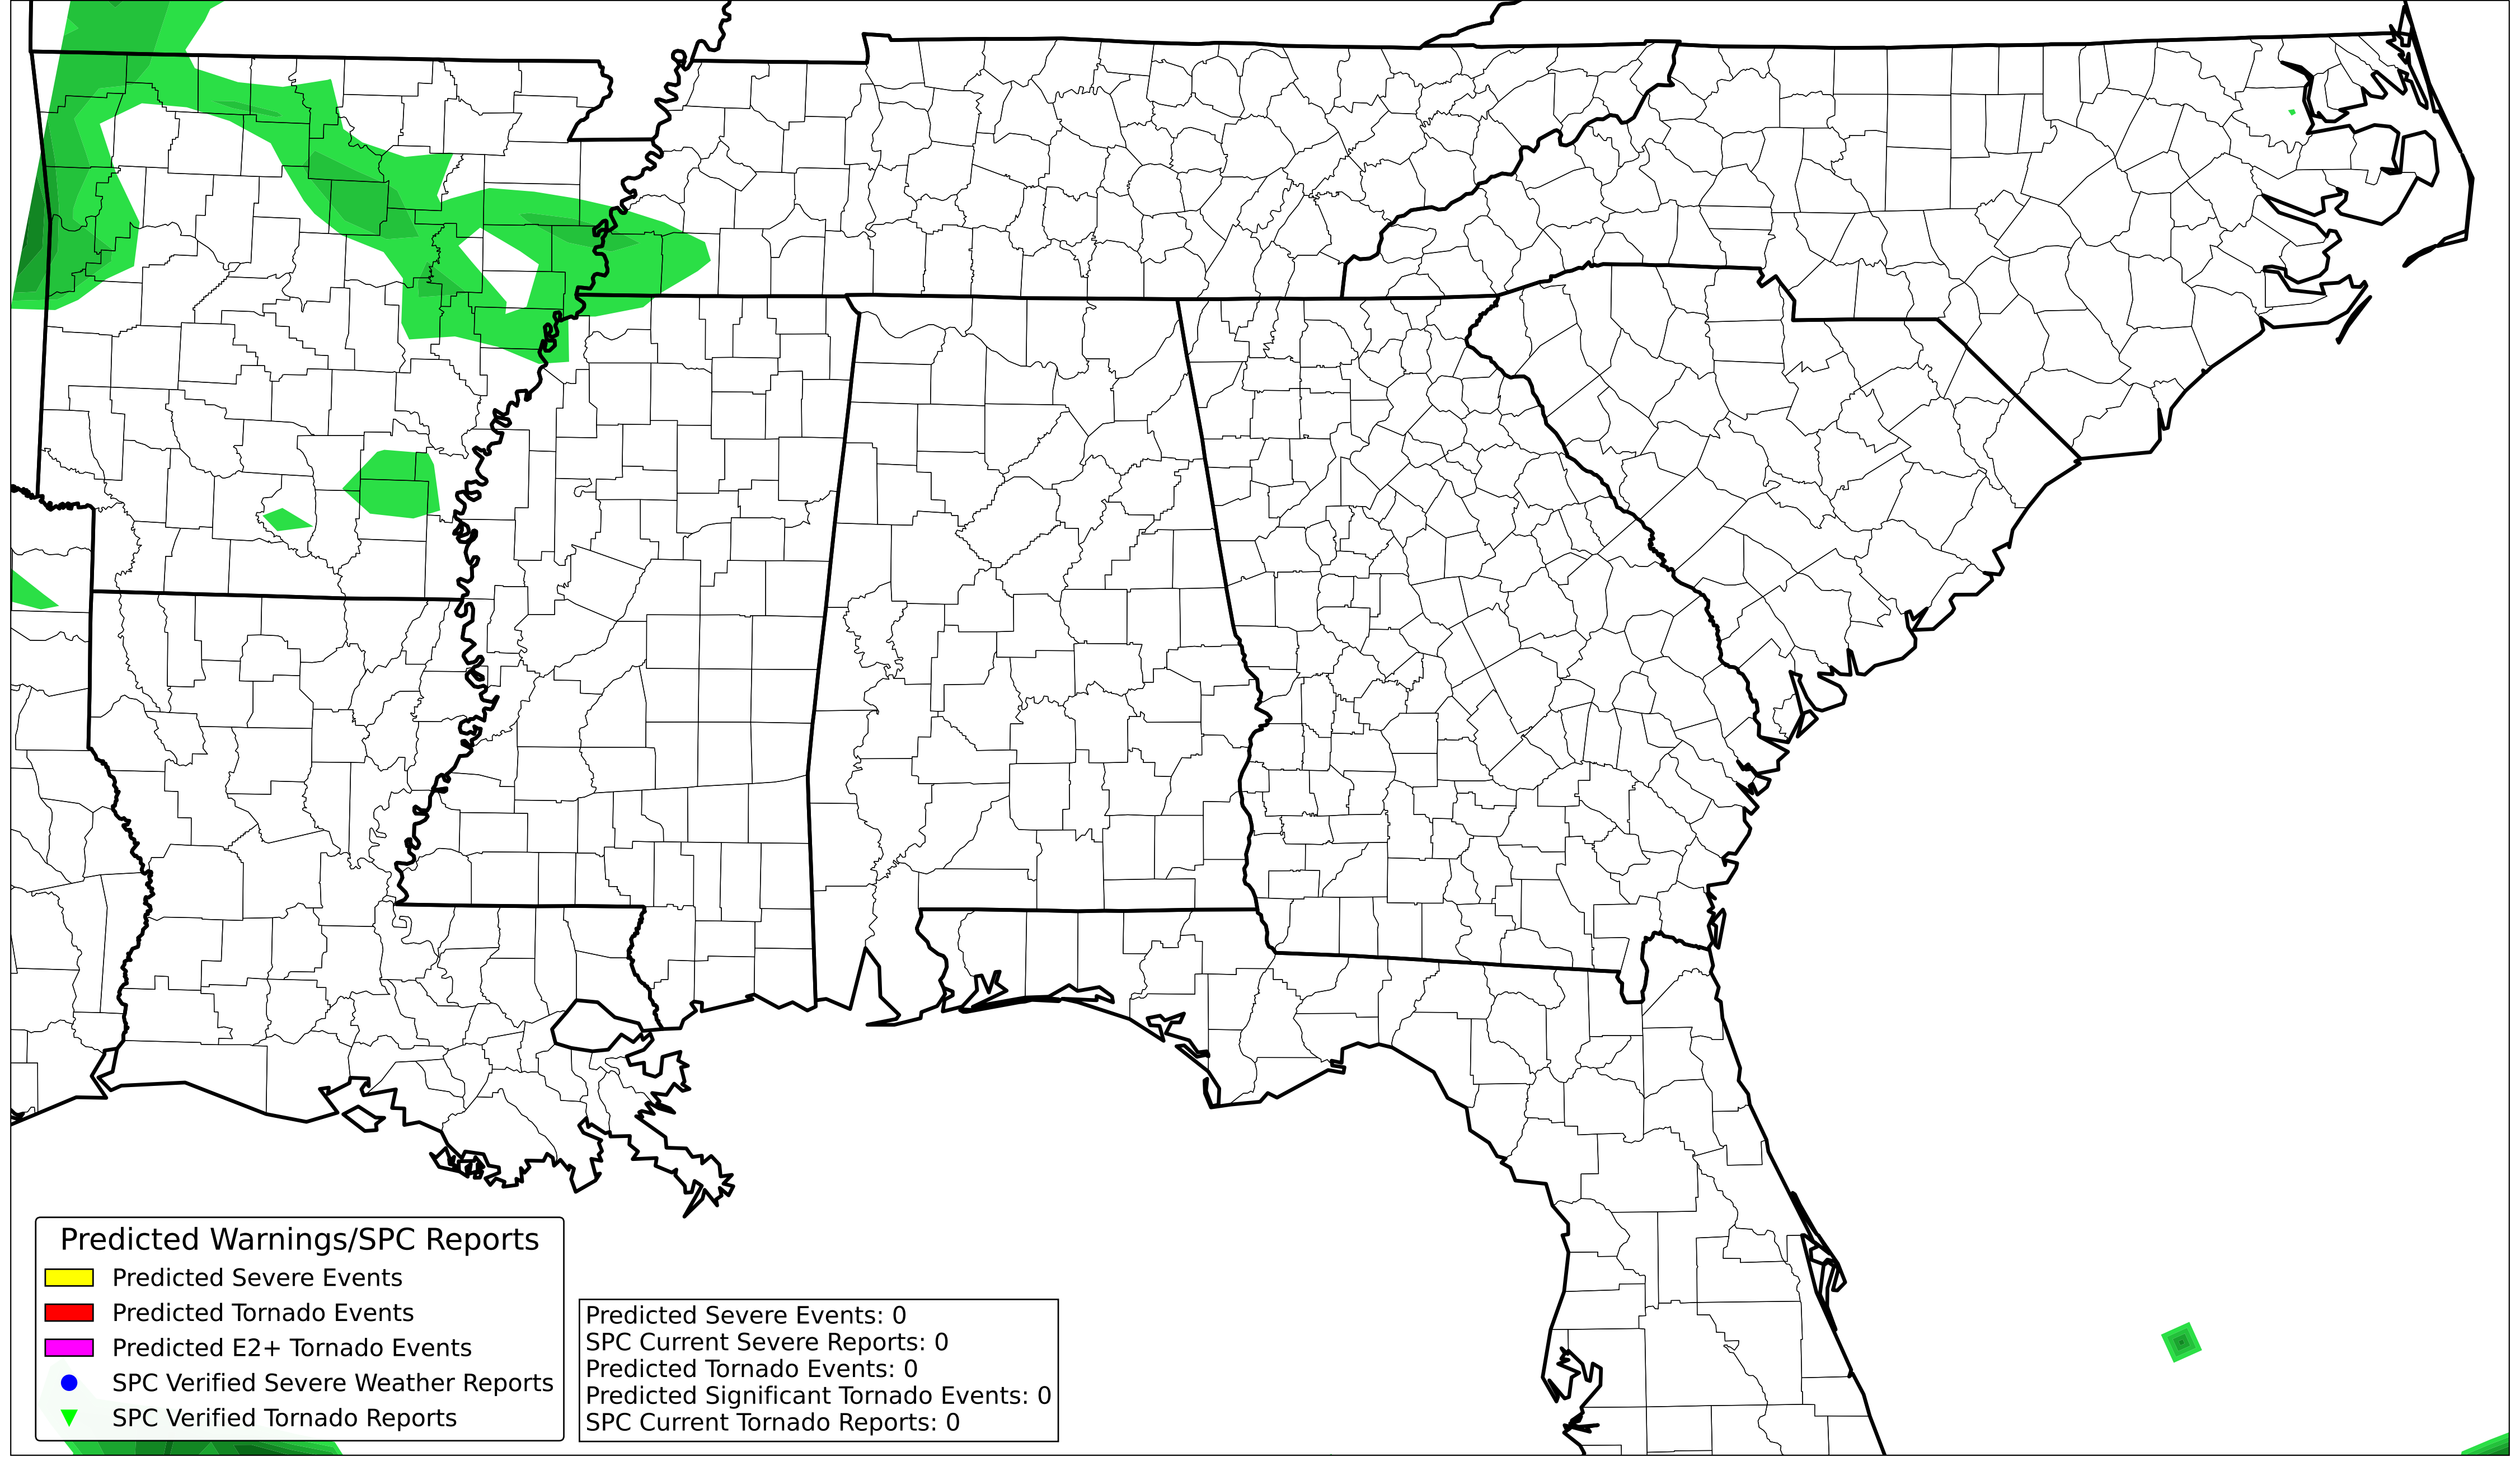 Predicted Warnings/SPC Reports
Predicted Severe Events
Predicted Tornado Events
Predicted E2+ Tornado Events
SPC Verified Severe Weather Reports
SPC Verified Tornado Reports
Predicted Severe Events: 0
SPC Current Severe Reports: 0
Predicted Tornado Events: 0
Predicted Significant Tornado Events: 0
SPC Current Tornado Reports: 0